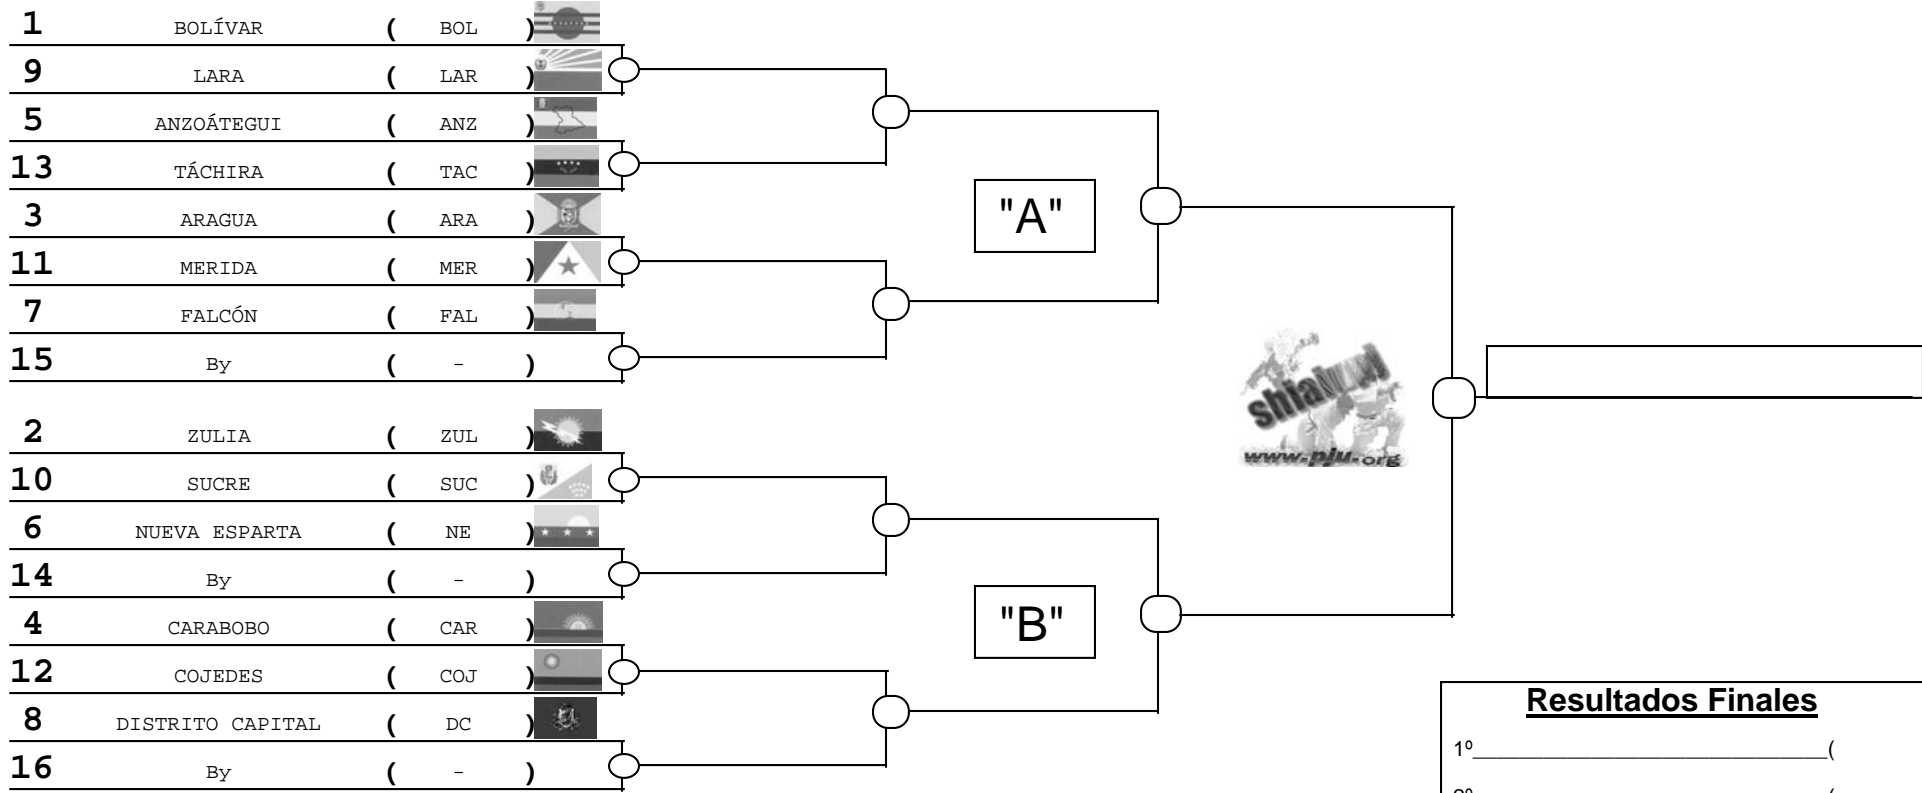 1 BOLÍVAR ( BOL )
9 LARA ( LAR )
5 ANZOÁTEGUI ( ANZ )
13 TÁCHIRA ( TAC )
3 ARAGUA ( ARA )
11 MERIDA ( MER )
7 FALCÓN ( FAL )
15 By ( - )
"A"
shiai
www.pju.org
2 ZULIA ( ZUL )
10 SUCRE ( SUC )
6 NUEVA ESPARTA ( NE )
14 By ( - )
4 CARABOBO ( CAR )
12 COJEDES ( COJ )
8 DISTRITO CAPITAL ( DC )
16 By ( - )
"B"
Resultados Finales
1º______________________________(